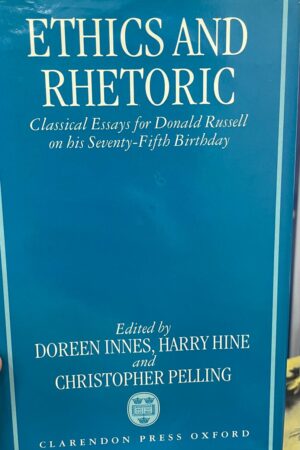 ETHICS AND
RHETORIC
Classical Essays for Donald Russell
on his Seventy-Fifth Birthday
Edited by
DOREEN INNES, HARRY HINE
and
CHRISTOPHER PELLING
CLARENDON PRESS OXFORD